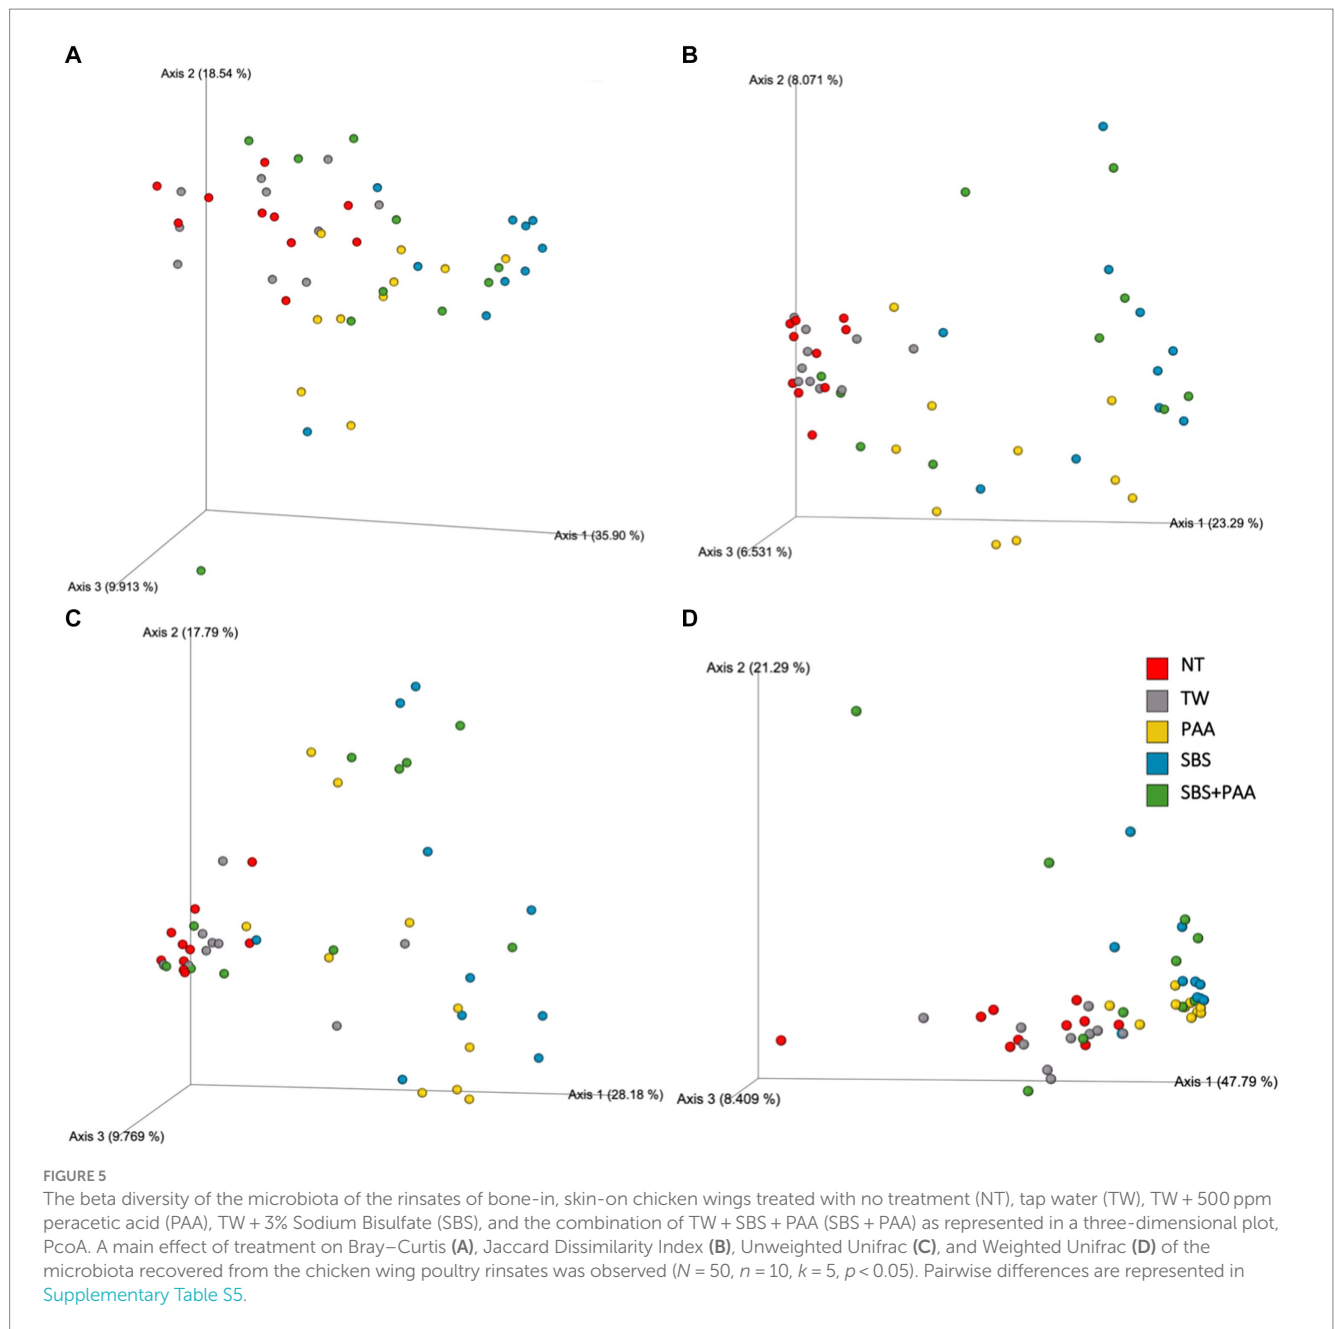 A
Axis 2 (18.54 %)
Axis 1 (35.90 %)
Axis 3 (9.913 %)
B
Axis 2 (8.071 %)
Axis 1 (23.29 %)
Axis 3 (6.531 %)
C
Axis 2 (17.79 %)
Axis 1 (28.18 %)
Axis 3 (9.769 %)
D
Axis 2 (21.29 %)
NT
TW
PAA
SBS
SBS+PAA
Axis 1 (47.79 %)
Axis 3 (8.409 %)
FIGURE 5
The beta diversity of the microbiota of the rinsates of bone-in, skin-on chicken wings treated with no treatment (NT), tap water (TW), TW + 500 ppm
peracetic acid (PAA), TW + 3% Sodium Bisulfate (SBS), and the combination of TW + SBS + PAA (SBS + PAA) as represented in a three-dimensional plot,
PcoA. A main effect of treatment on Bray–Curtis (A), Jaccard Dissimilarity Index (B), Unweighted Unifrac (C), and Weighted Unifrac (D) of the
microbiota recovered from the chicken wing poultry rinsates was observed (N = 50, n = 10, k = 5, p < 0.05). Pairwise differences are represented in
Supplementary Table S5.